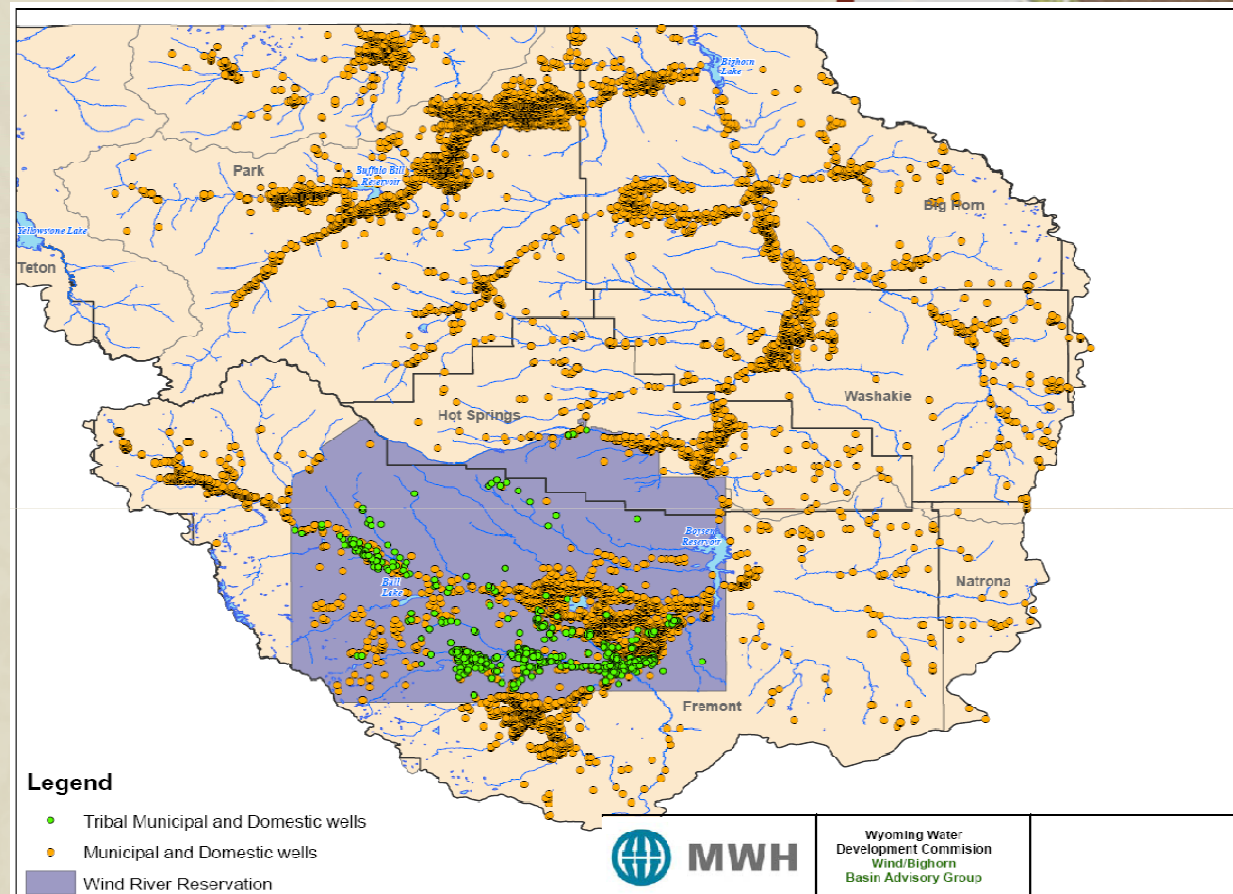 Bighorn
Lake
Park
Buffalo Bill
Reservoir
Big Horn
Yellowstone Lake
Teton
Washakie
Hot Springs
Boysen
Reservoir
Natrona
Bull
Lake
Fremont
Legend
Tribal Municipal and Domestic wells
Municipal and Domestic wells
Wind River Reservation
MWH
Wyoming Water
Development Commision
Wind/Bighorn
Basin Advisory Group